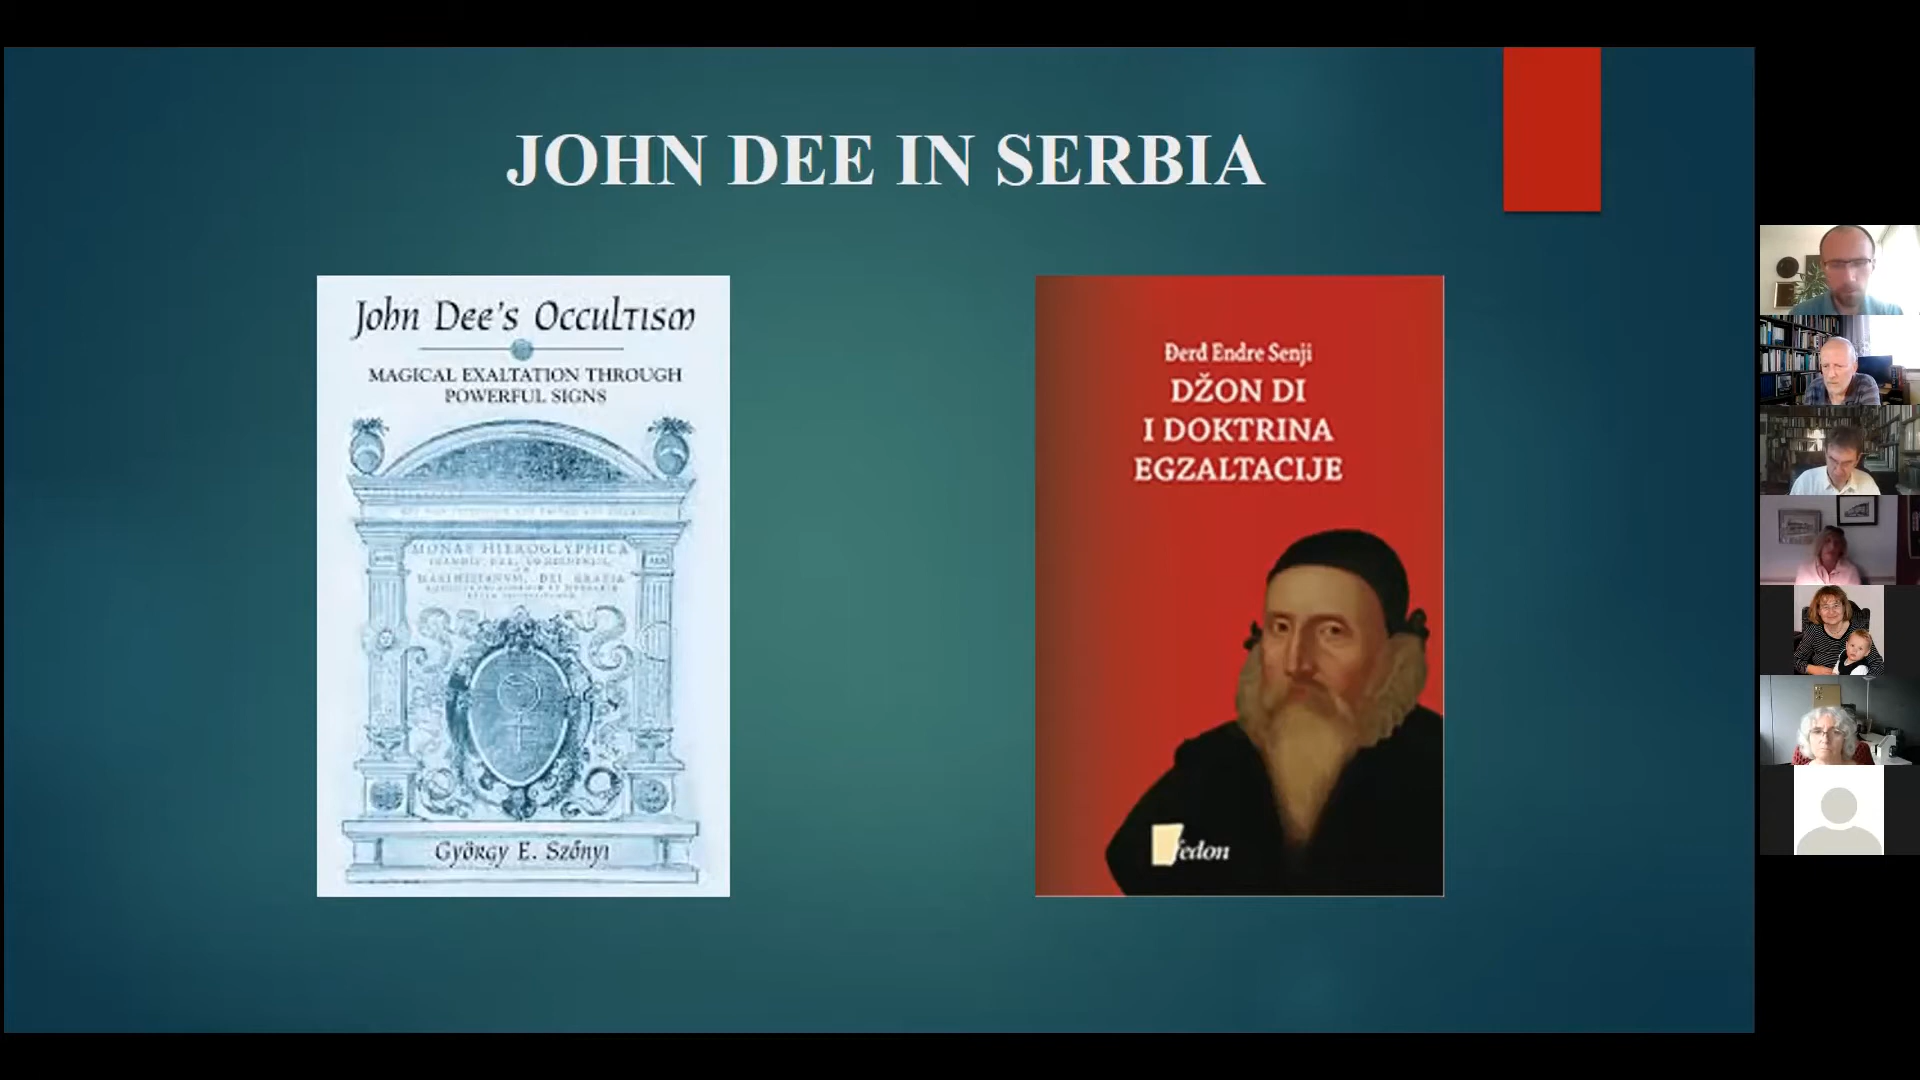 JOHN DEE IN SERBIA
John Dee's Occultism
MAGICAL EXALTATION THROUGH
POWERFUL SIGNS
MONAS HIEROGLYPHICA
György E. Szőnyi
Đerđ Endre Senji
DŽON DI
I DOKTRINA
EGZALTACIJE
fedon